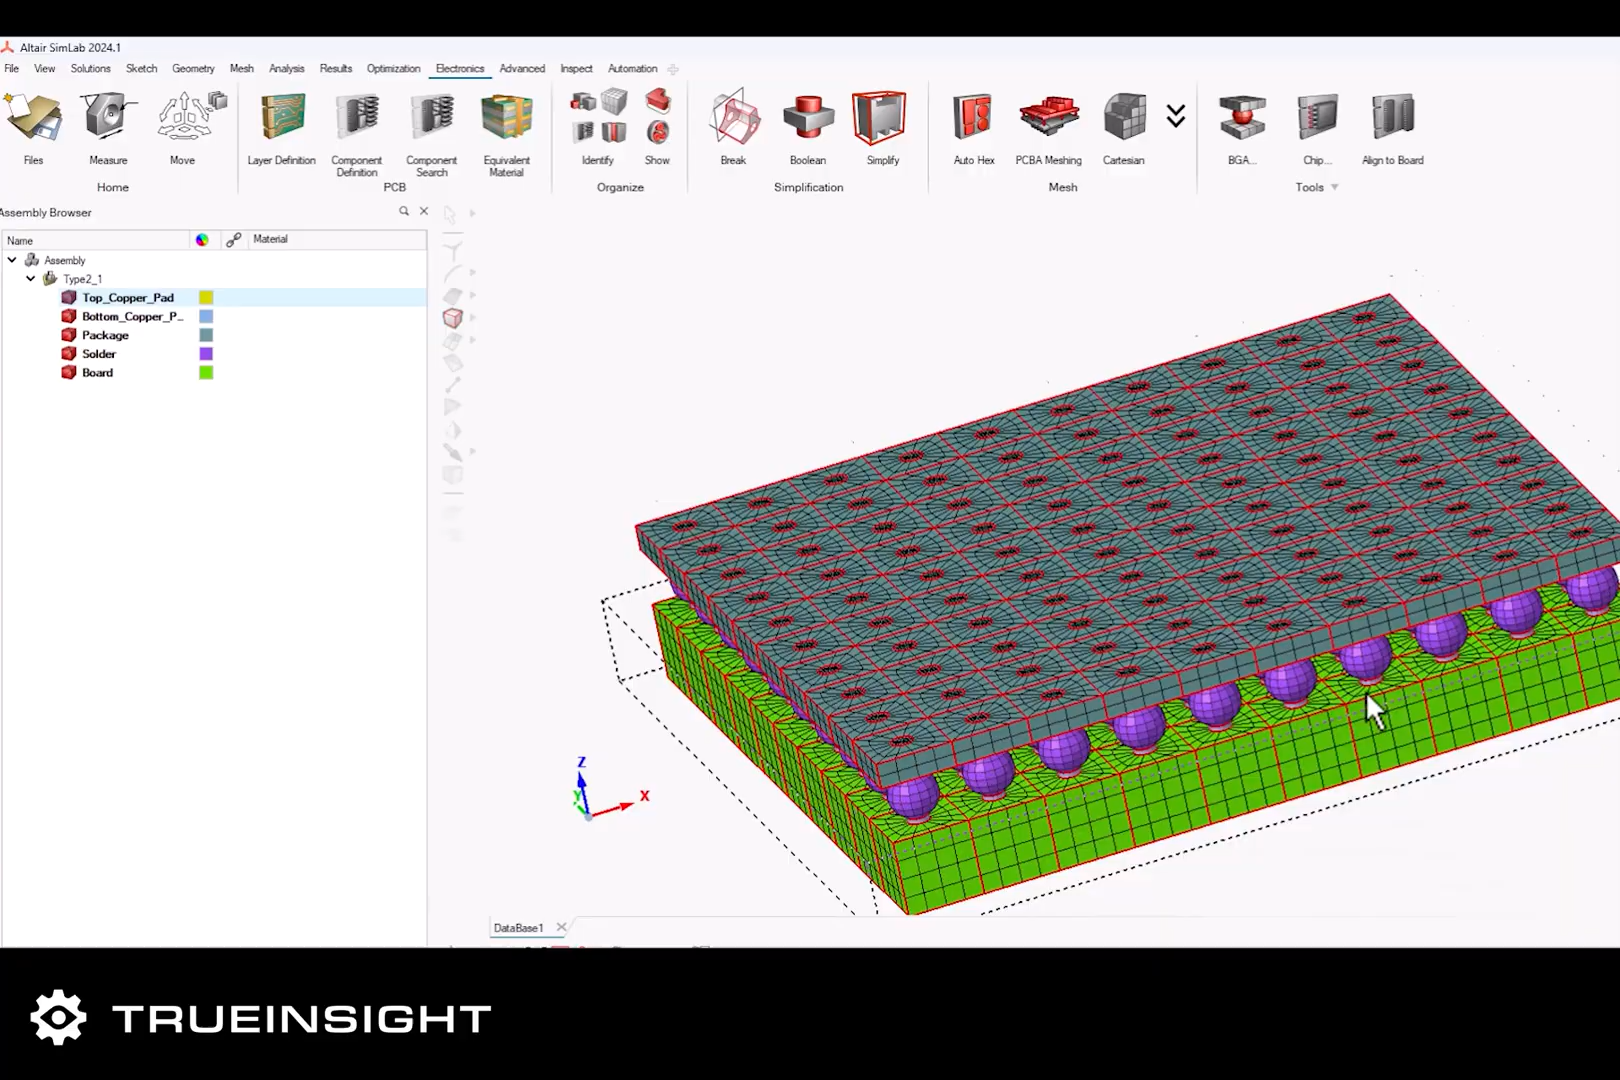 Altair SimLab 2024.1
File View Solutions Sketch Geometry Mesh Analysis Results Optimization Electronics Advanced Inspect Automation
Files Measure Move Layer Definition Component Definition Component Search Equivalent Material Identify Show Break Boolean Simplify Auto Hex PCBA Meshing Cartesian BGA... Chip... Align to Board
Home PCB Organize Simplification Mesh Tools
Assembly Browser
Name Material
Assembly
Type2_1
Top_Copper_Pad
Bottom_Copper_P...
Package
Solder
Board
Z
Y
X
DataBase1
TRUEINSIGHT